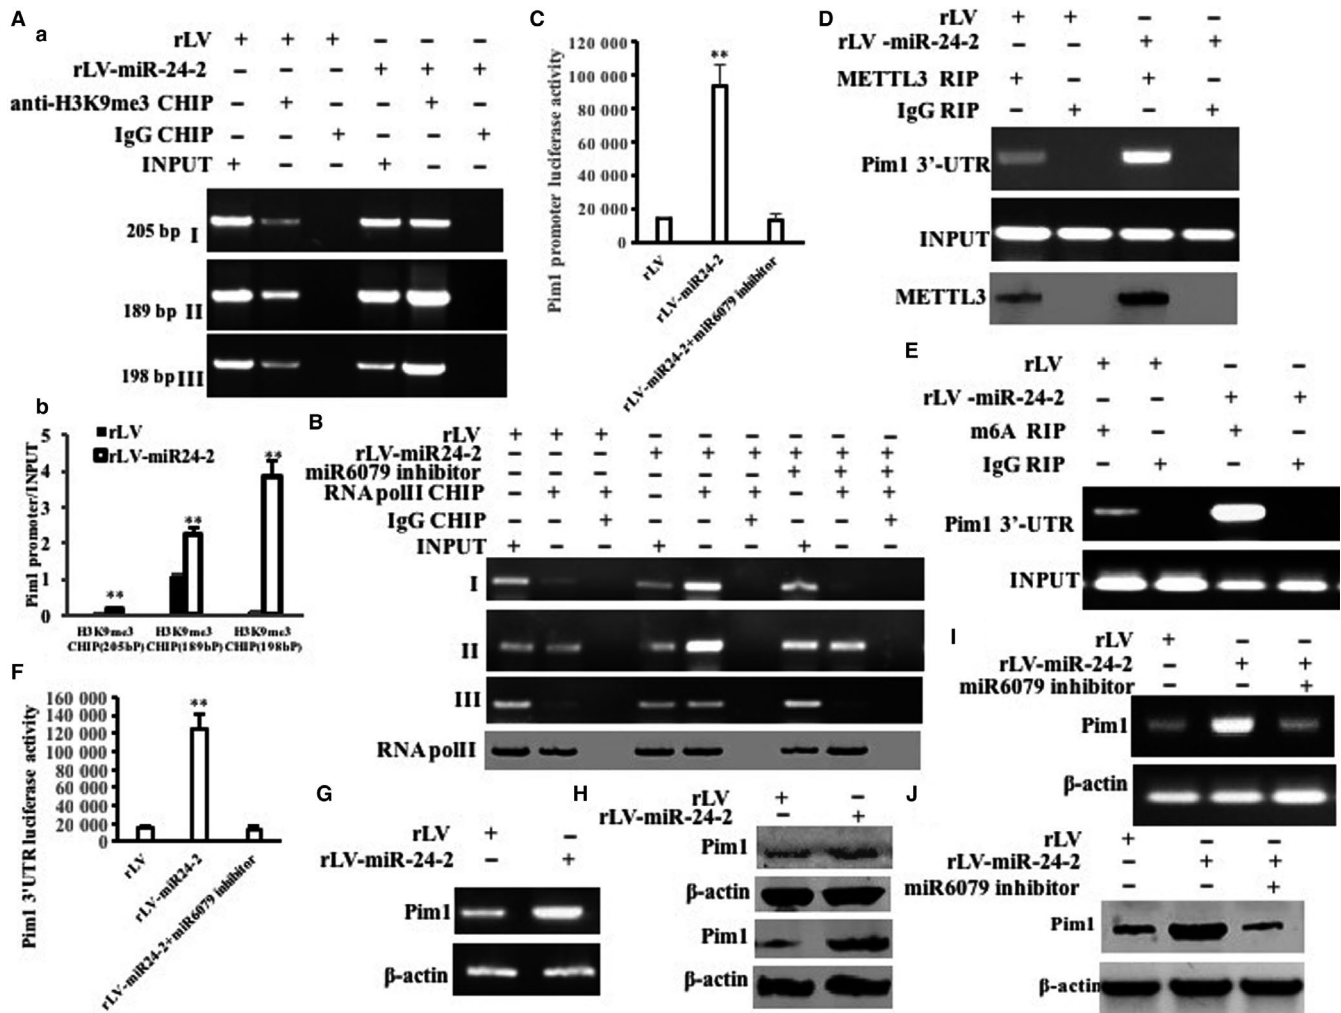 A
a
rLV + + + − − −
rLV-miR-24-2 − − − + + +
anti-H3K9me3 CHIP − + − − + −
IgG CHIP − − + − − +
INPUT + − − + − −
205 bp I
189 bp II
198 bp III
b
rLV
rLV-miR24-2
Pim1 promoter/INPUT
5
4
3
2
1
0
**
**
**
H3K9me3 H3K9me3 H3K9me3
CHIP(205bP) CHIP(189bP) CHIP(198bP)
C
Pim1 promoter luciferase activity
120 000
100 000
80 000
60 000
40 000
20 000
0
**
rLV
rLV-miR24-2
rLV-miR24-2+miR6079 inhibitor
B
rLV + + + − − − − − −
rLV-miR24-2 − − − + + + + + +
miR6079 inhibitor − − − − − − + + +
RNA polII CHIP − + + − + + − + +
IgG CHIP − − + − − + − − +
INPUT + − − + − − + − −
I
II
III
RNA polII
D
rLV + + − −
rLV -miR-24-2 − − + +
METTL3 RIP + − + −
IgG RIP − + − +
Pim1 3'-UTR
INPUT
METTL3
E
rLV + + − −
rLV -miR-24-2 − − + +
m6A RIP + − + −
IgG RIP − + − +
Pim1 3'-UTR
INPUT
F
Pim1 3'UTR luciferase activity
160 000
140 000
120 000
100 000
80 000
60 000
40 000
20 000
0
**
rLV
rLV-miR24-2
rLV-miR24-2+miR6079 inhibitor
G
rLV + −
rLV-miR-24-2 − +
Pim1
β-actin
H
rLV + −
rLV-miR-24-2 − +
Pim1
β-actin
Pim1
β-actin
I
rLV + − −
rLV-miR-24-2 − + +
miR6079 inhibitor − − +
Pim1
β-actin
J
rLV + − −
rLV-miR-24-2 − + +
miR6079 inhibitor − − +
Pim1
β-actin